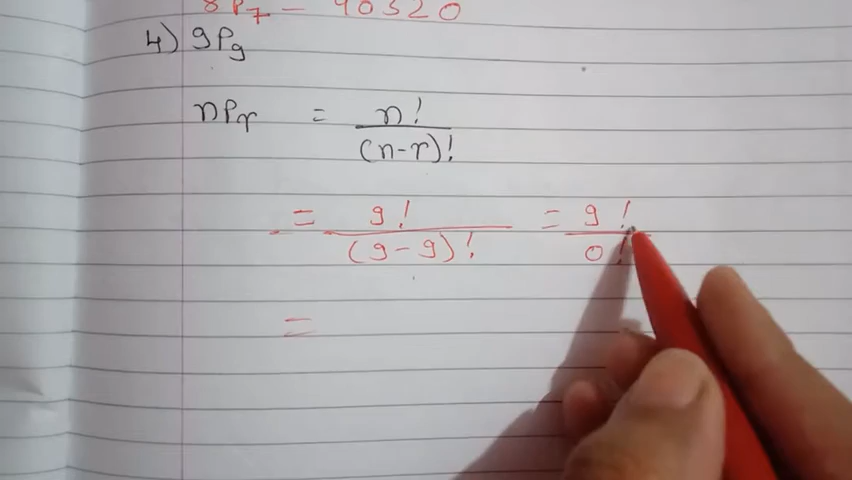 8P7 = 40320
4) 9P9
nPr = n! / (n-r)!
= 9! / (9-9)! = 9! / 0!
=